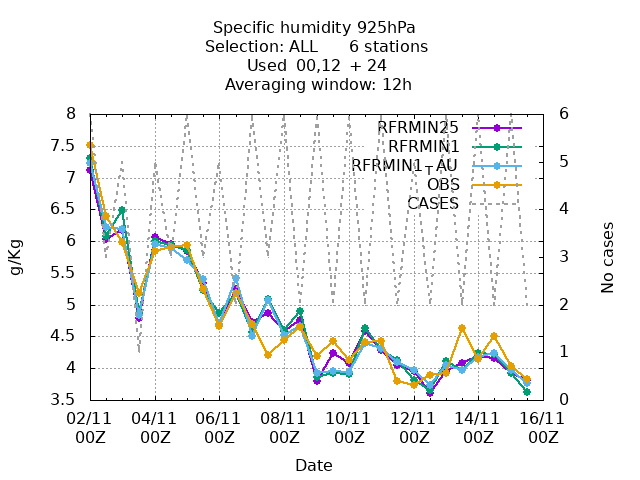 Specific humidity 925hPa
Selection: ALL 6 stations
Used 00,12 + 24
Averaging window: 12h
g/Kg
8
7.5
7
6.5
6
5.5
5
4.5
4
3.5
RFRMIN25
RFRMIN1
RFRMIN1_AU
OBS
CASES
6
5
4
3
2
1
0
No cases
02/11 04/11 06/11 08/11 10/11 12/11 14/11 16/11
00Z 00Z 00Z 00Z 00Z 00Z 00Z 00Z
Date